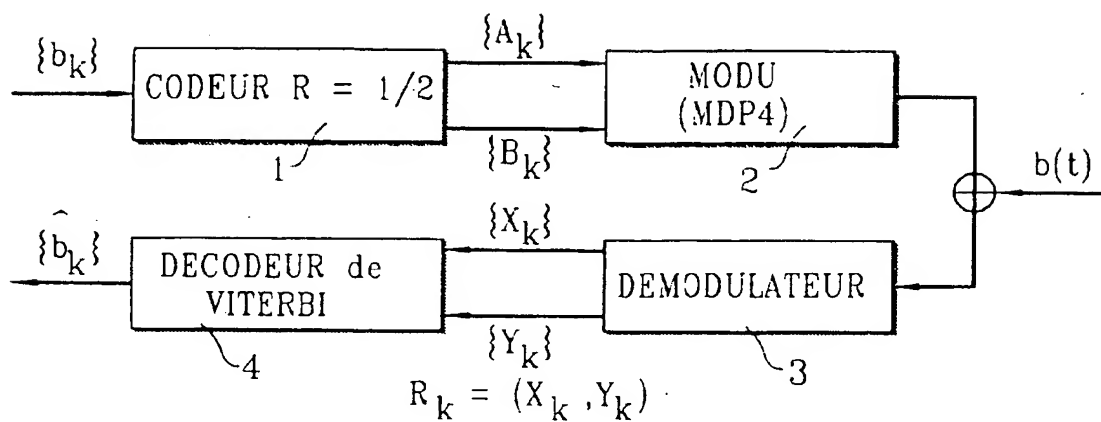 {b_k}
CODEUR R = 1/2
1
{A_k}
{B_k}
MODU
(MDP4)
2
b(t)
{b̂_k}
DECODEUR de
VITERBI
4
{X_k}
{Y_k}
DEMODULATEUR
3
R_k = (X_k ,Y_k)